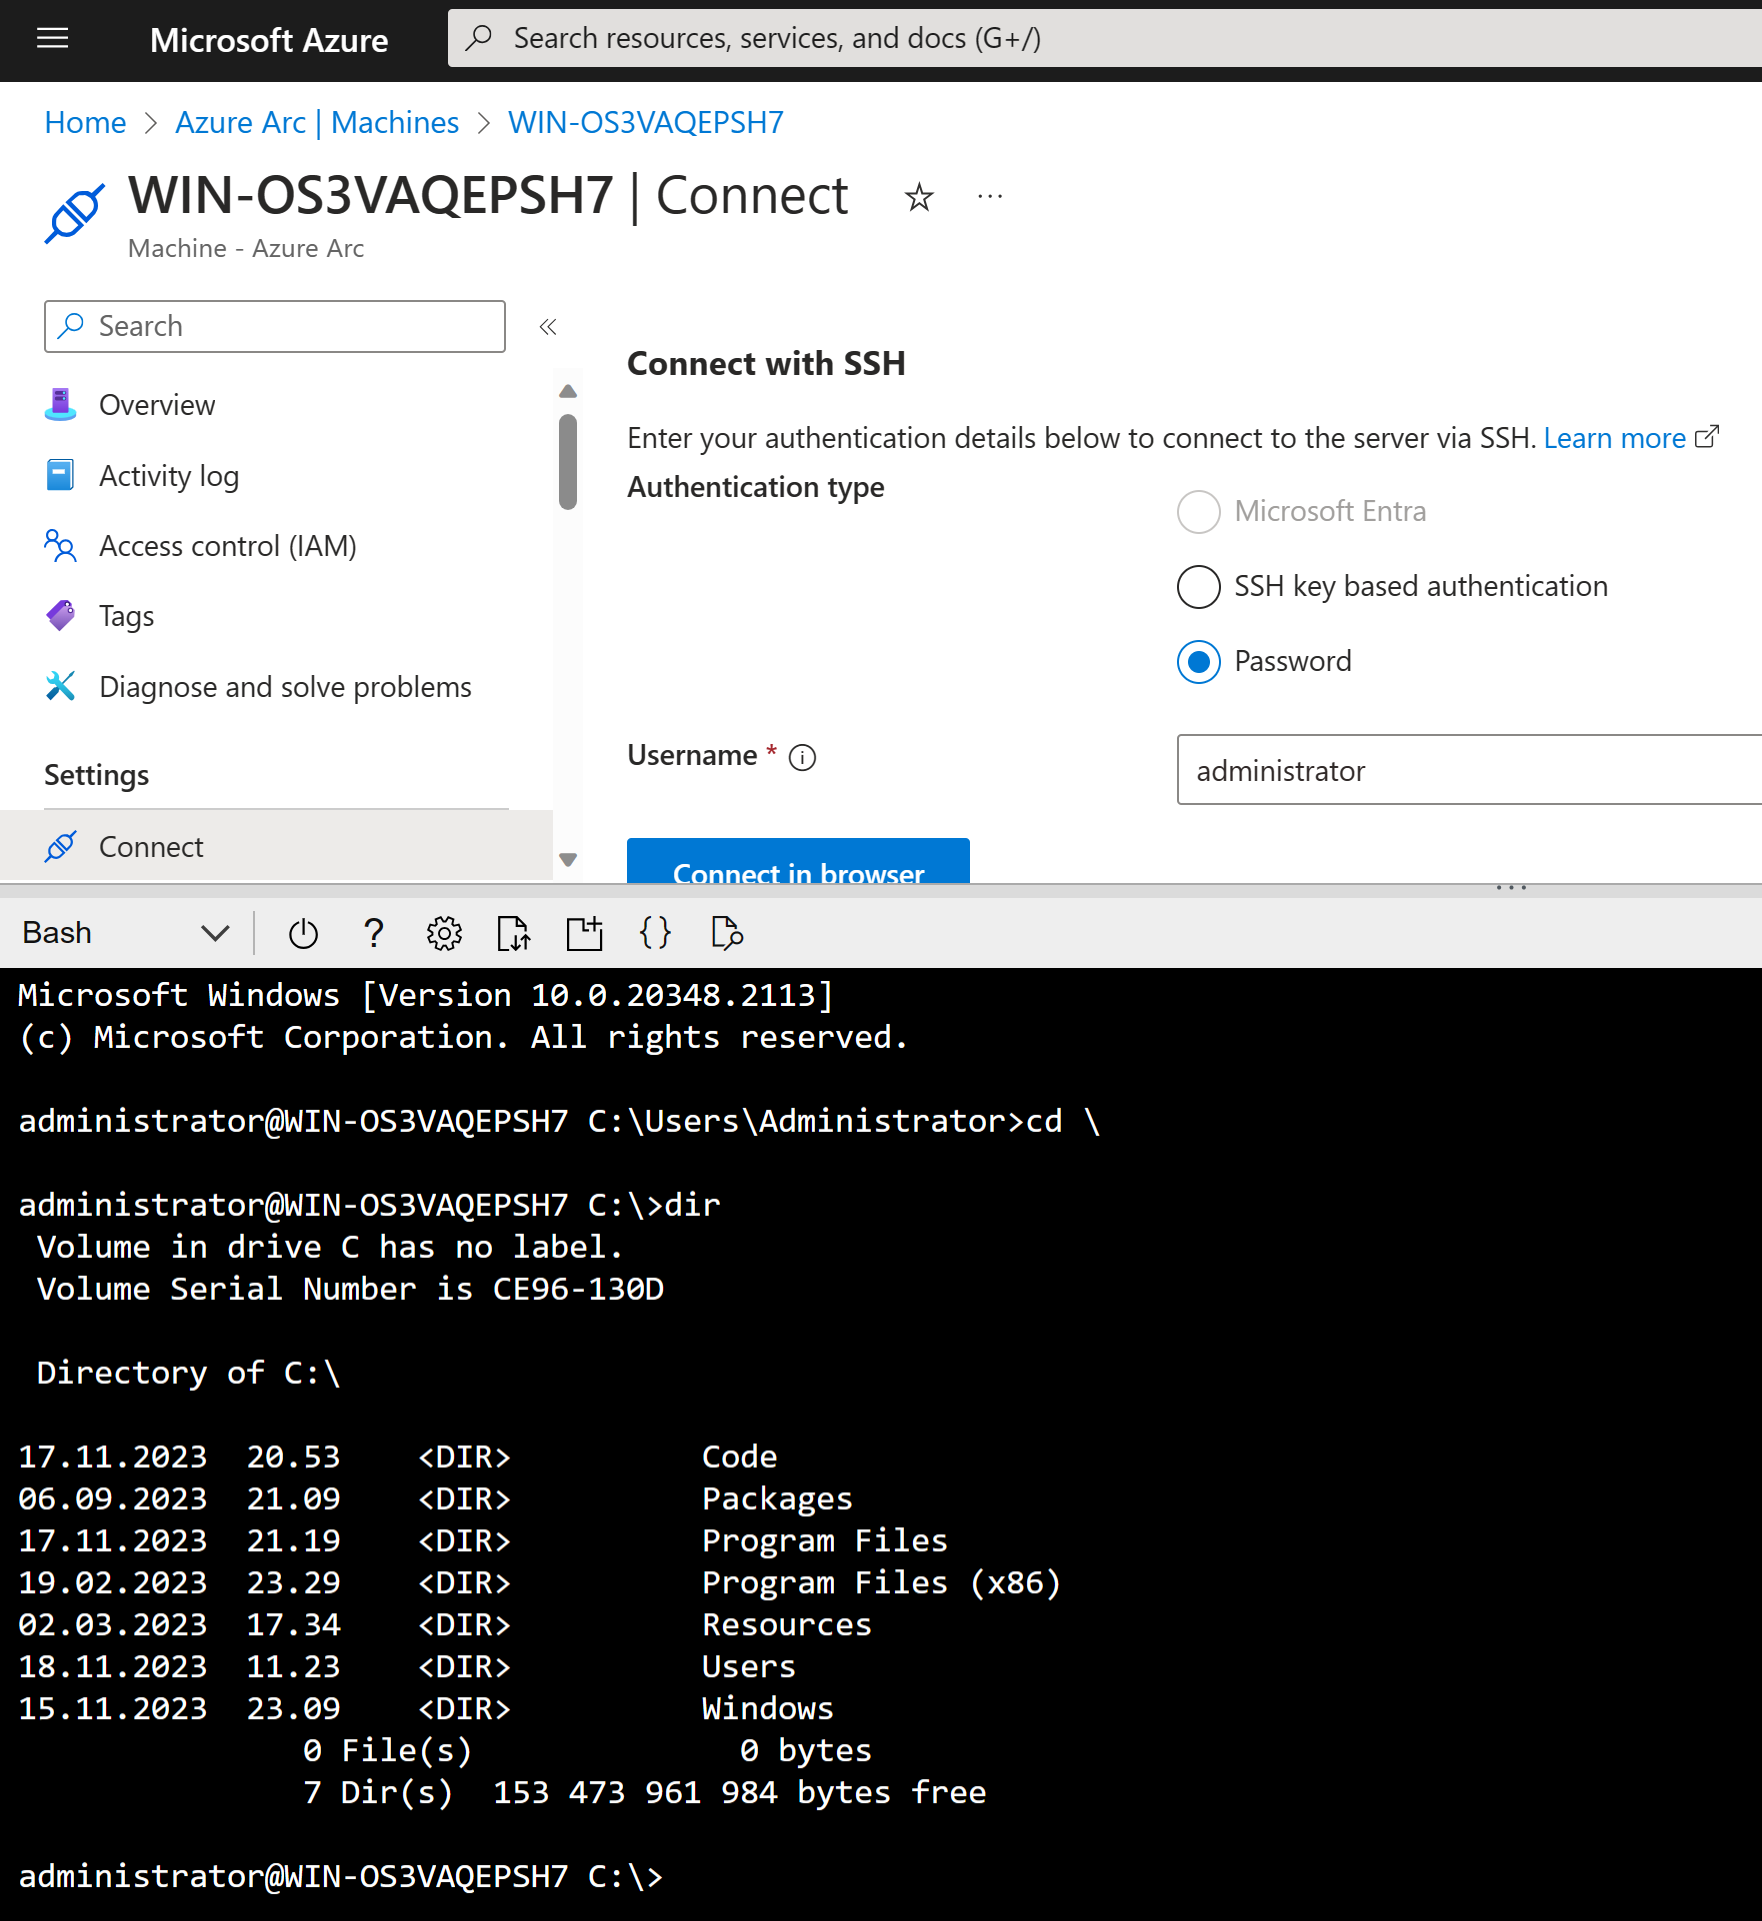 Microsoft Azure
Search resources, services, and docs (G+/)
Home > Azure Arc | Machines > WIN-OS3VAQEPSH7
WIN-OS3VAQEPSH7 | Connect
Machine - Azure Arc
Search
Overview
Activity log
Access control (IAM)
Tags
Diagnose and solve problems
Settings
Connect
Connect with SSH
Enter your authentication details below to connect to the server via SSH. Learn more
Authentication type
Microsoft Entra
SSH key based authentication
Password
Username *
administrator
Connect in browser
Bash
Microsoft Windows [Version 10.0.20348.2113]
(c) Microsoft Corporation. All rights reserved.
administrator@WIN-OS3VAQEPSH7 C:\Users\Administrator>cd \
administrator@WIN-OS3VAQEPSH7 C:\>dir
Volume in drive C has no label.
Volume Serial Number is CE96-130D
Directory of C:\
17.11.2023  20.53    <DIR>          Code
06.09.2023  21.09    <DIR>          Packages
17.11.2023  21.19    <DIR>          Program Files
19.02.2023  23.29    <DIR>          Program Files (x86)
02.03.2023  17.34    <DIR>          Resources
18.11.2023  11.23    <DIR>          Users
15.11.2023  23.09    <DIR>          Windows
0 File(s)              0 bytes
7 Dir(s)  153 473 961 984 bytes free
administrator@WIN-OS3VAQEPSH7 C:\>